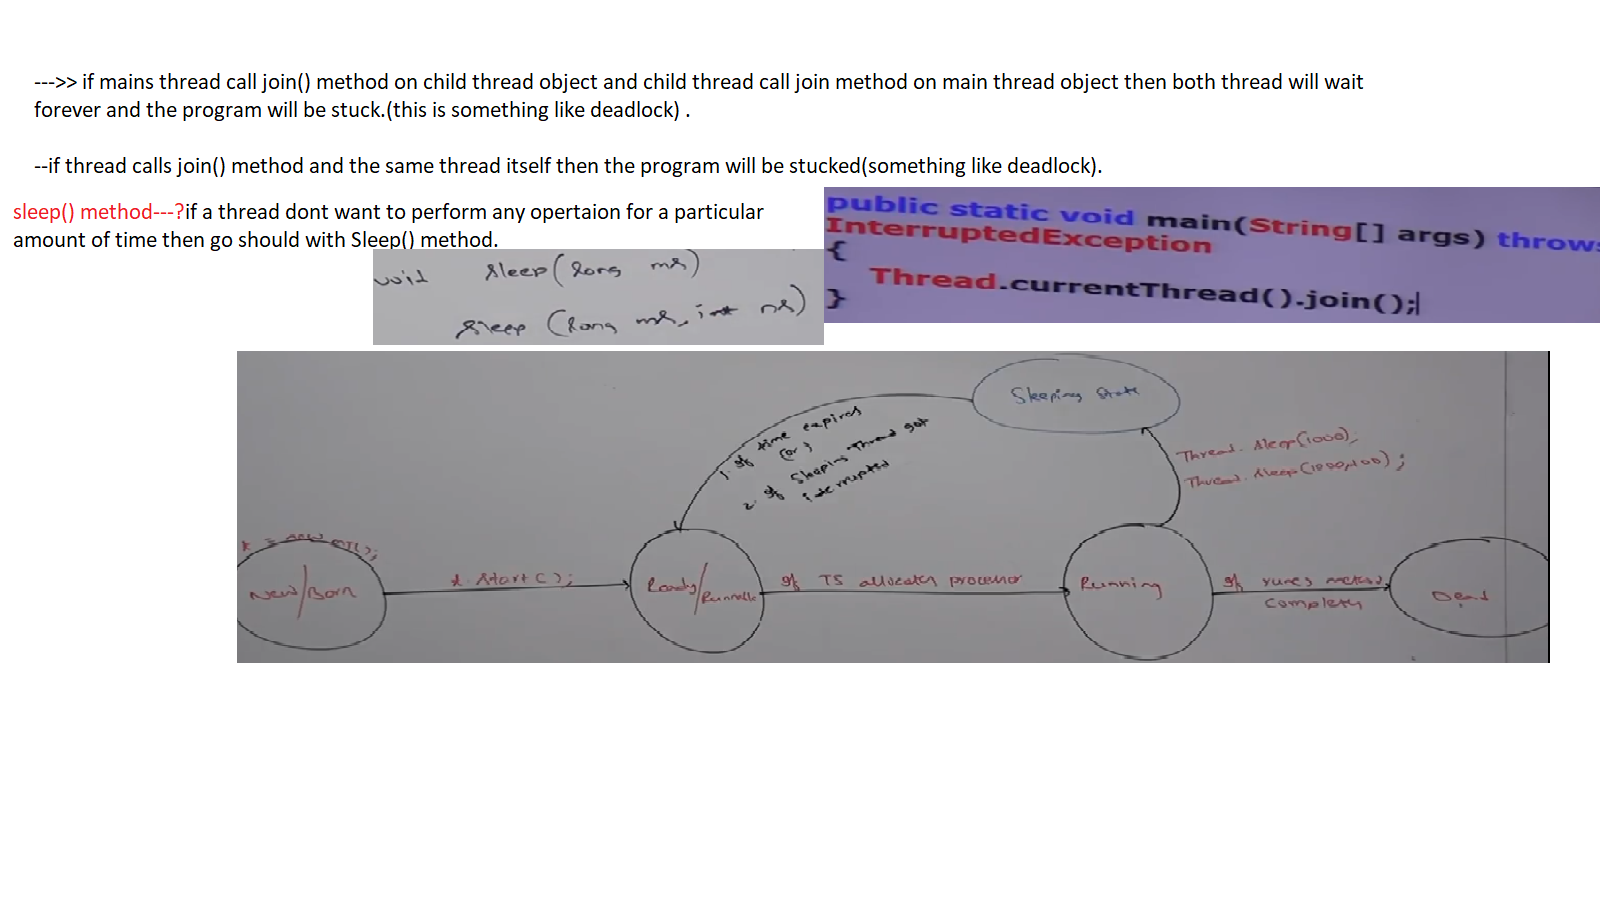 --->> if mains thread call join() method on child thread object and child thread call join method on main thread object then both thread will wait
forever and the program will be stuck.(this is something like deadlock) .
--if thread calls join() method and the same thread itself then the program will be stucked(something like deadlock).
sleep() method---?if a thread dont want to perform any opertaion for a particular
amount of time then go should with Sleep() method.
public static void main(String[] args) throws
InterruptedException
{
Thread.currentThread().join();
}
void sleep(long ms)
sleep (long ms, int ns)
Sleeping State
1. If time expires
(or)
2. If Sleeping Thread got
interrupted
Thread. sleep(1000);
Thread. sleep(1000,100);
t = new MT();
New/Born
t. start();
Ready/
Runnable
If TS allocates processor
Running
If run() method
Completes
Dead